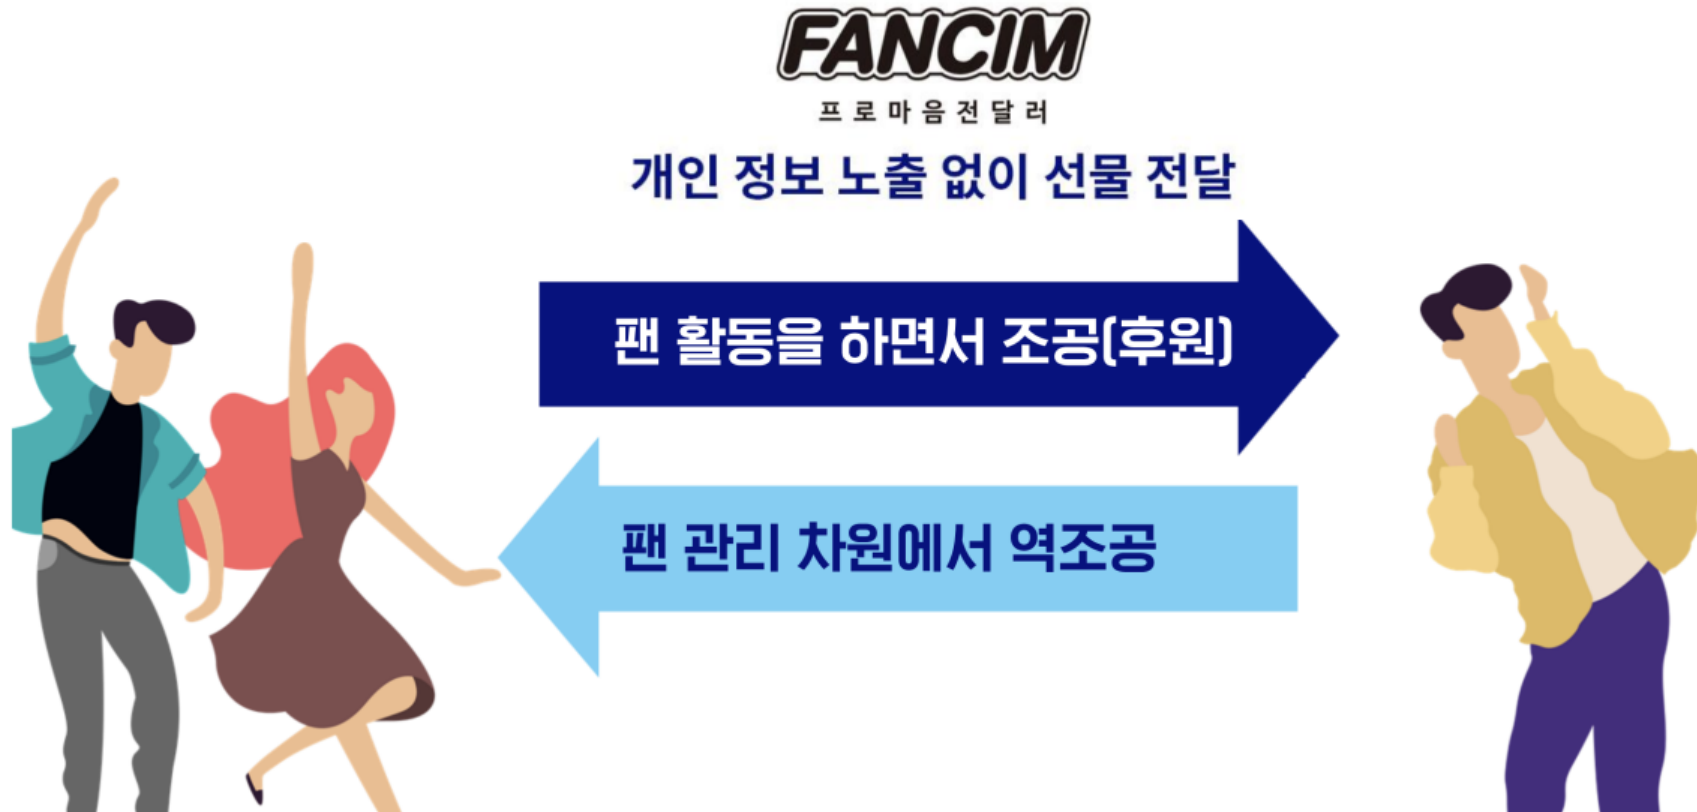 FANCIM
프로마음전달러
개인 정보 노출 없이 선물 전달
팬 활동을 하면서 조공(후원)
팬 관리 차원에서 역조공